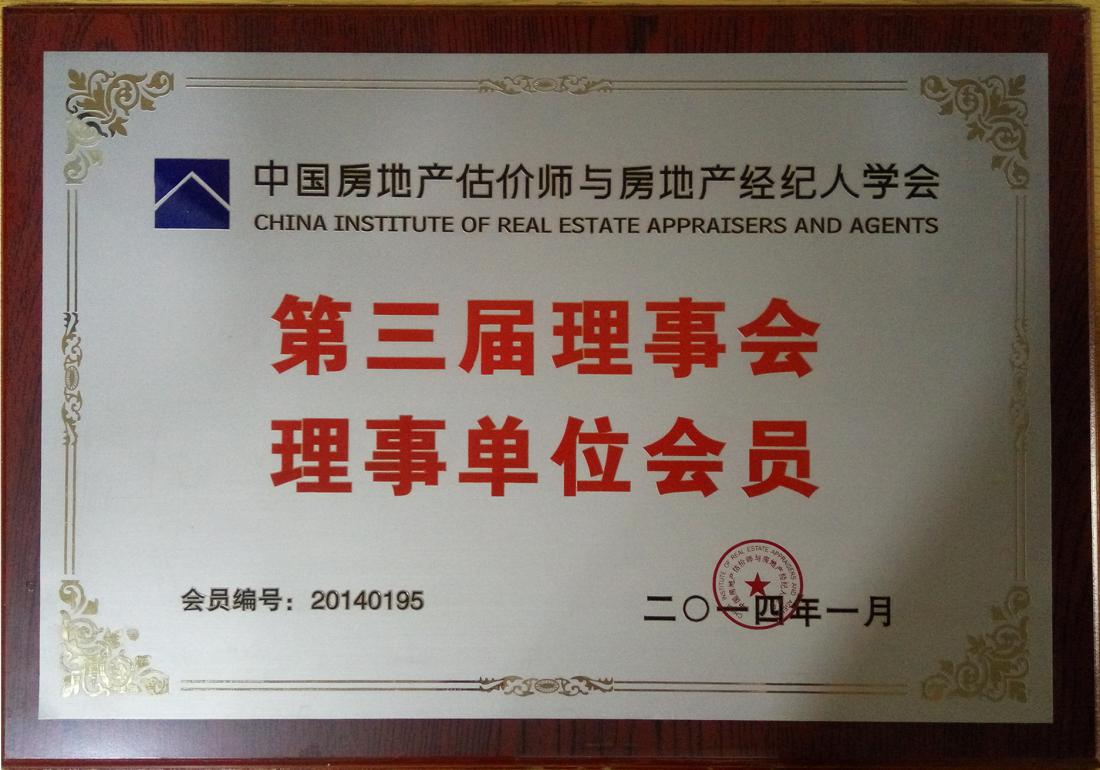 中国房地产估价师与房地产经纪人学会
CHINA INSTITUTE OF REAL ESTATE APPRAISERS AND AGENTS
第三届理事会
理事单位会员
会员编号：20140195
二〇一四年一月